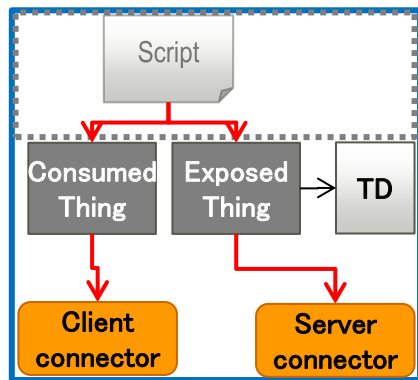 Script
Consumed
Thing
Exposed
Thing
TD
Client
connector
Server
connector